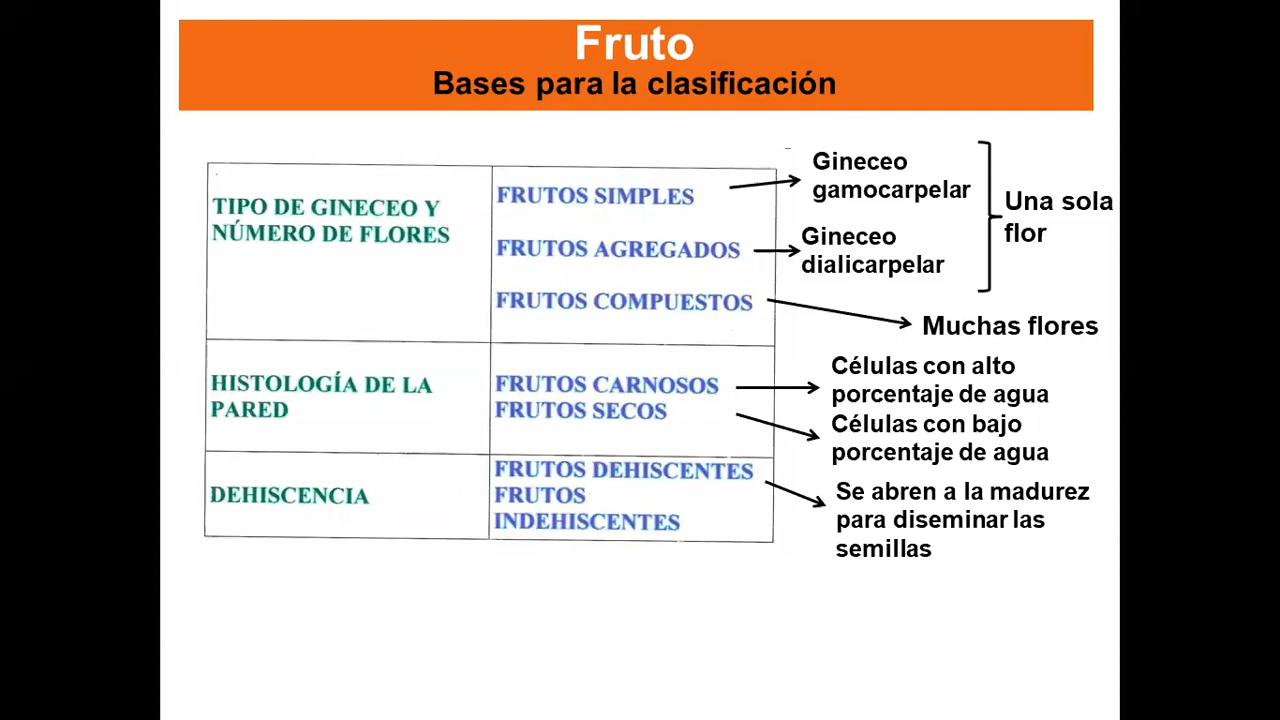 Fruto
Bases para la clasificación
TIPO DE GINECEO Y
NÚMERO DE FLORES
FRUTOS SIMPLES
FRUTOS AGREGADOS
FRUTOS COMPUESTOS
Gineceo
gamocarpelar
Gineceo
dialicarpelar
Una sola
flor
Muchas flores
HISTOLOGÍA DE LA
PARED
FRUTOS CARNOSOS
FRUTOS SECOS
Células con alto
porcentaje de agua
Células con bajo
porcentaje de agua
DEHISCENCIA
FRUTOS DEHISCENTES
FRUTOS
INDEHISCENTES
Se abren a la madurez
para diseminar las
semillas